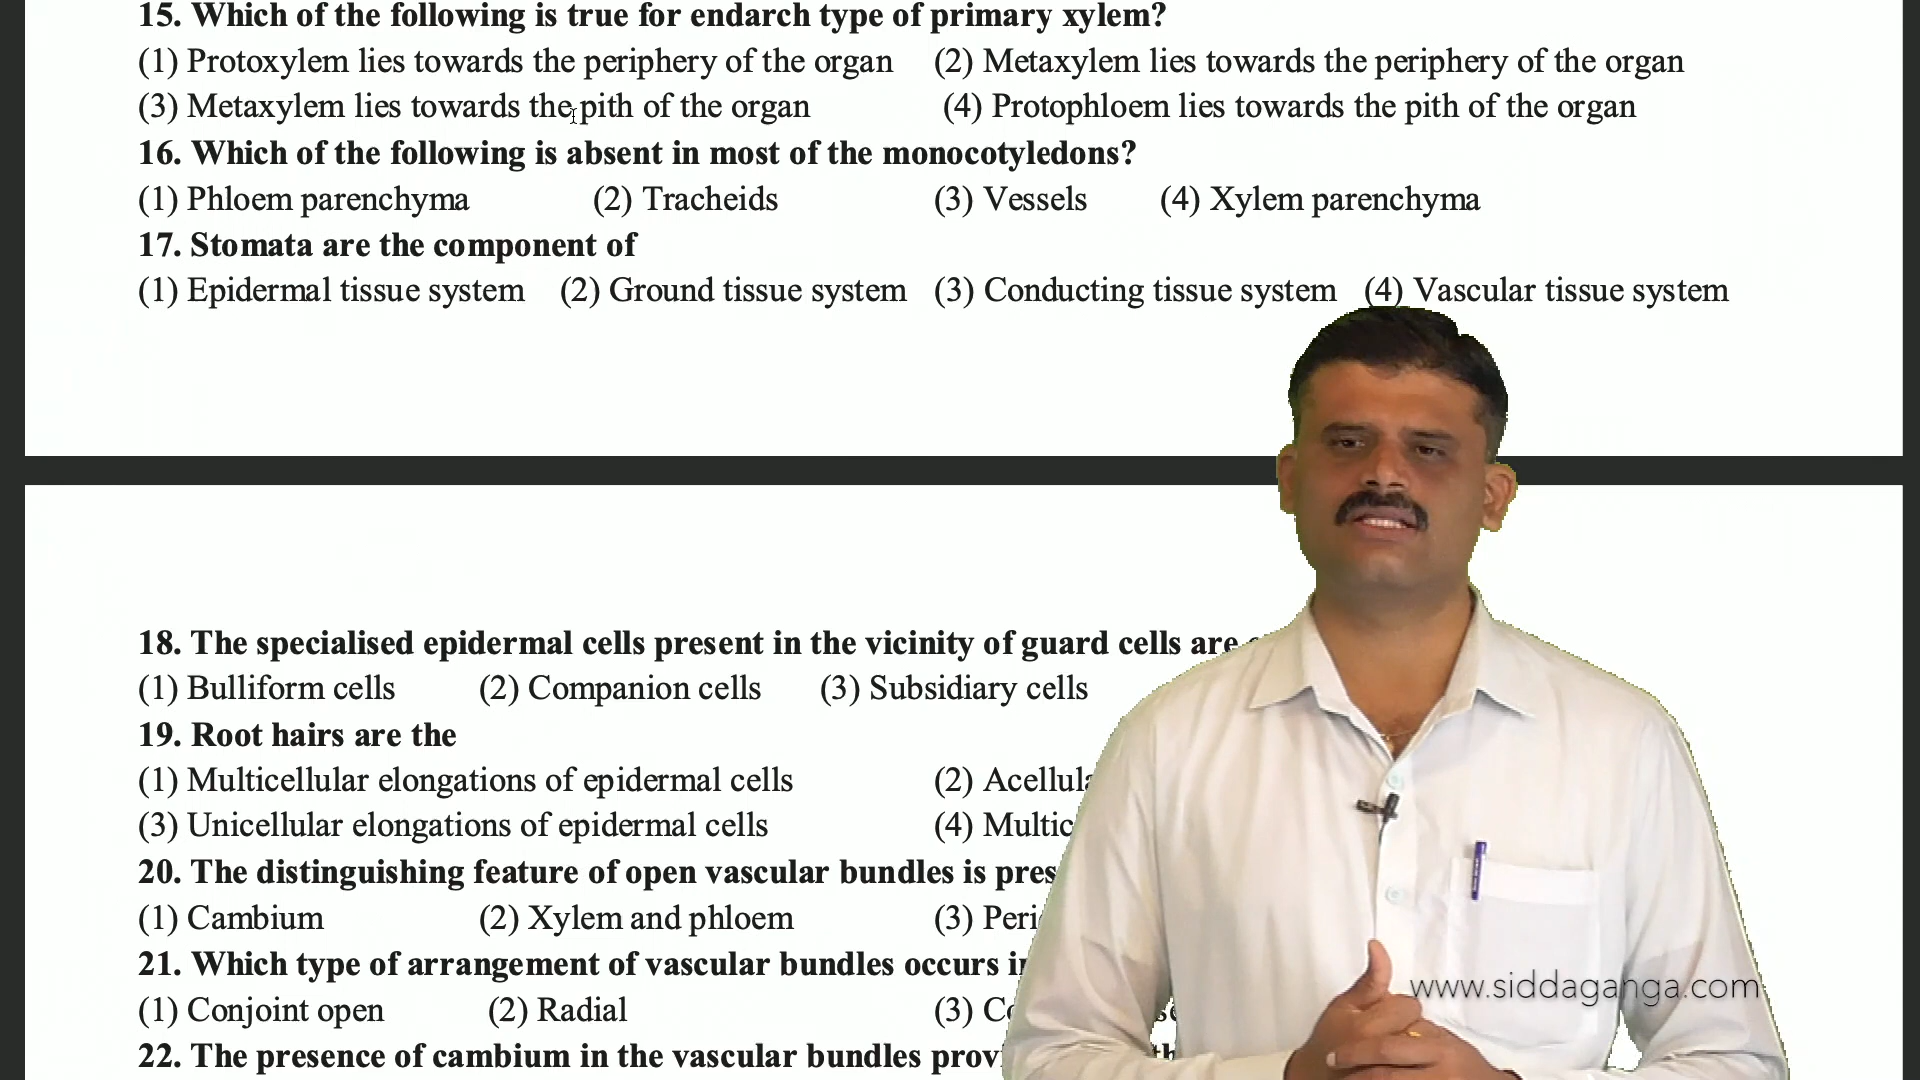 15. Which of the following is true for endarch type of primary xylem?
(1) Protoxylem lies towards the periphery of the organ (2) Metaxylem lies towards the periphery of the organ
(3) Metaxylem lies towards the pith of the organ (4) Protophloem lies towards the pith of the organ
16. Which of the following is absent in most of the monocotyledons?
(1) Phloem parenchyma (2) Tracheids (3) Vessels (4) Xylem parenchyma
17. Stomata are the component of
(1) Epidermal tissue system (2) Ground tissue system (3) Conducting tissue system (4) Vascular tissue system
18. The specialised epidermal cells present in the vicinity of guard cells are
(1) Bulliform cells (2) Companion cells (3) Subsidiary cells
19. Root hairs are the
(1) Multicellular elongations of epidermal cells (2)
(3) Unicellular elongations of epidermal cells (4)
20. The distinguishing feature of open vascular bundles is
(1) Cambium (2) Xylem and phloem (3)
21. Which type of arrangement of vascular bundles occurs
(1) Conjoint open (2) Radial (3)
www.siddaganga.com
22. The presence of cambium in the vascular bundles